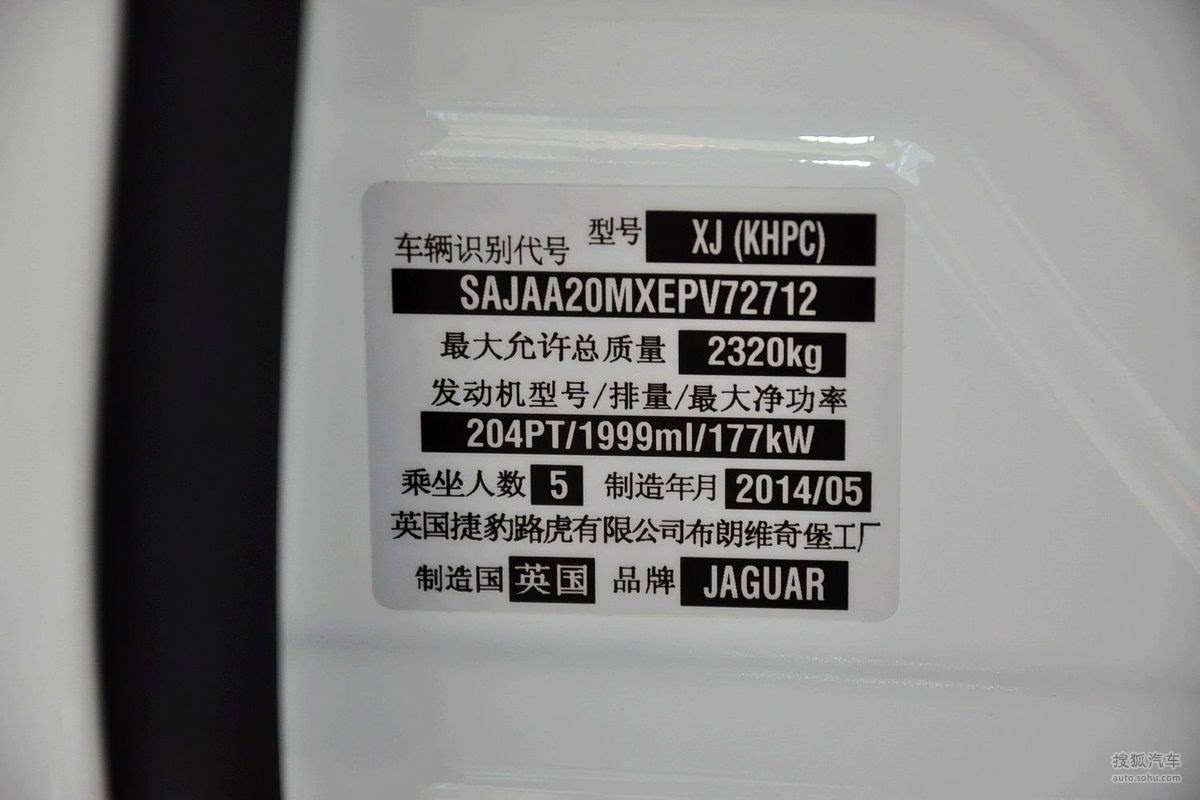 型号 XJ (KHPC)
车辆识别代号
SAJAA20MXEPV72712
最大允许总质量 2320kg
发动机型号/排量/最大净功率
204PT/1999ml/177kW
乘坐人数 5 制造年月 2014/05
英国捷豹路虎有限公司布朗维奇堡工厂
制造国 英国 品牌 JAGUAR
搜狐汽车
auto.sohu.com